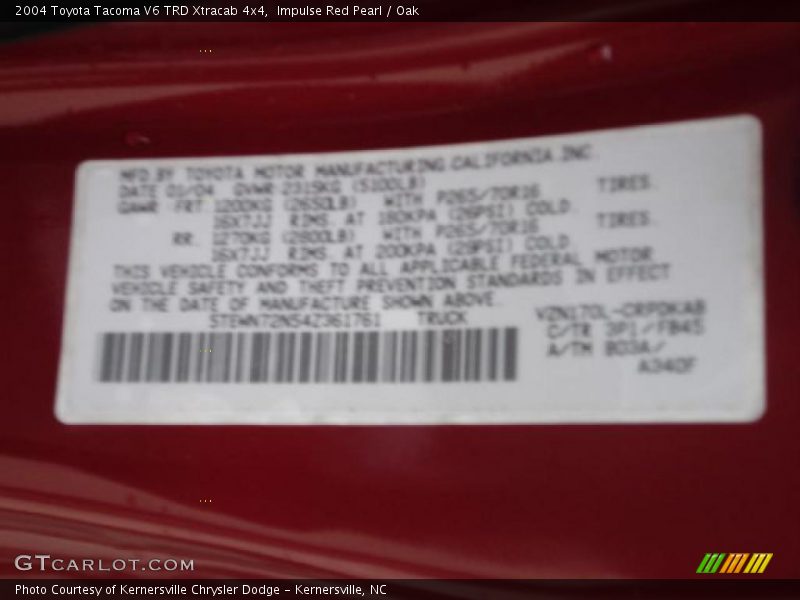 2004 Toyota Tacoma V6 TRD Xtracab 4x4,  Impulse Red Pearl / Oak
MFD.BY TOYOTA MOTOR MANUFACTURING.CALIFORNIA.INC.
DATE 01/04 GVWR 2315KG (5100LB)
GAWR FRT 1200KG (2650LB) WITH P265/70R16 TIRES.
16X7JJ RIMS. AT 180KPA (26PSI) COLD.
RR. 1270KG (2800LB) WITH P265/70R16 TIRES.
16X7JJ RIMS. AT 200KPA (29PSI) COLD.
THIS VEHICLE CONFORMS TO ALL APPLICABLE FEDERAL MOTOR
VEHICLE SAFETY AND THEFT PREVENTION STANDARDS IN EFFECT
ON THE DATE OF MANUFACTURE SHOWN ABOVE.
5TEWN72N54Z361761 TRUCK
VZN170L-CRPDKAB
C/TR 3P1/FB45
A/TM B03A/
A340F
GTCARLOT.COM
Photo Courtesy of Kernersville Chrysler Dodge - Kernersville, NC